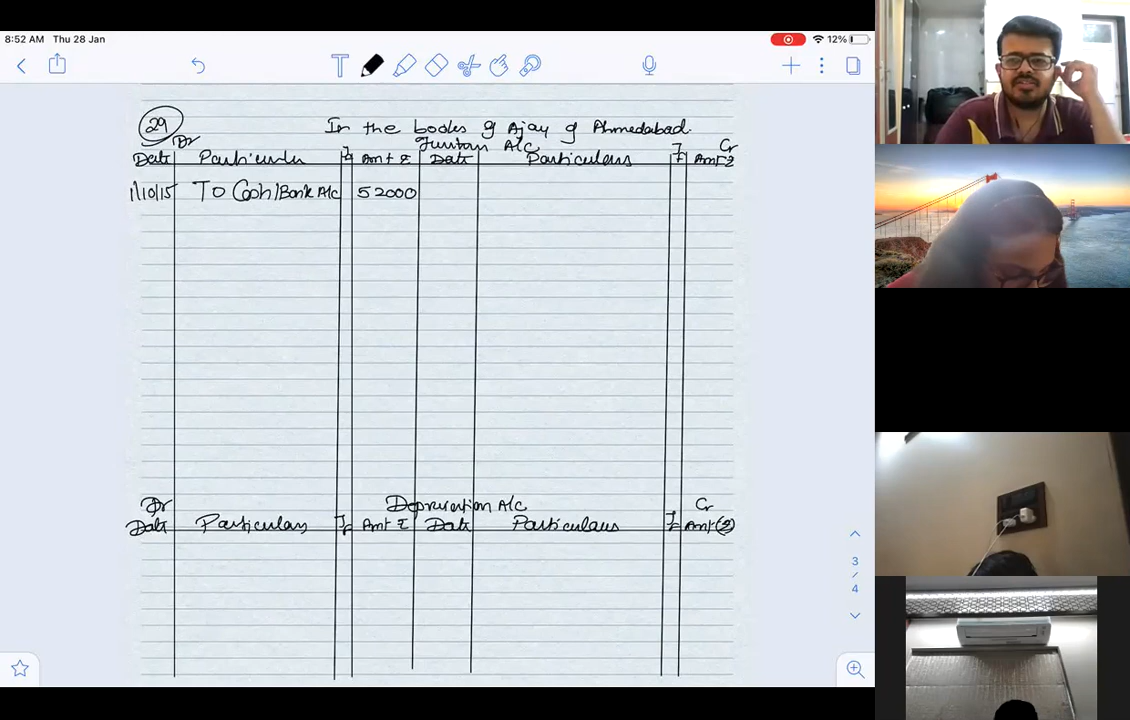 8:52 AM Thu 28 Jan
12%
29
In the books of Ajay of Ahmedabad.
Dr Furniture A/c Cr
Date Particulars J.F Amt ₹ Date Particulars J.F Amt ₹
1/10/15 To Cash/Bank A/c 52000
Dr Depreciation A/c Cr
Date Particulars J.F Amt ₹ Date Particulars J.F Amt (₹)
3
/
4